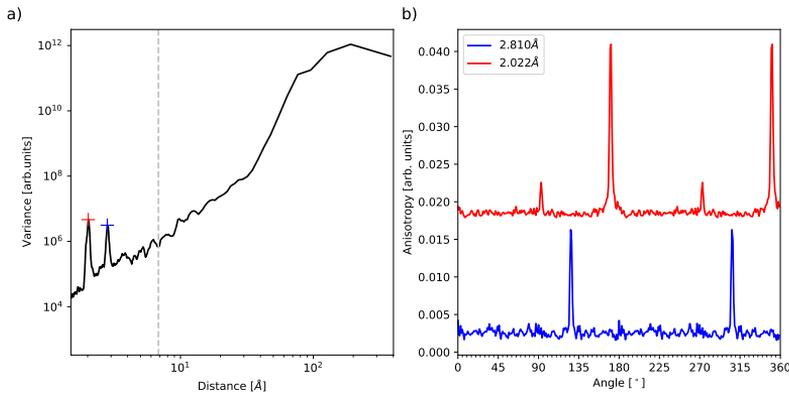 a)
b)
10¹²
10¹⁰
10⁸
10⁶
10⁴
Variance [arb.units]
10¹
10²
Distance [Å]
2.810Å
2.022Å
0.040
0.035
0.030
0.025
0.020
0.015
0.010
0.005
0.000
Anisotropy [arb. units]
0 45 90 135 180 225 270 315 360
Angle [°]